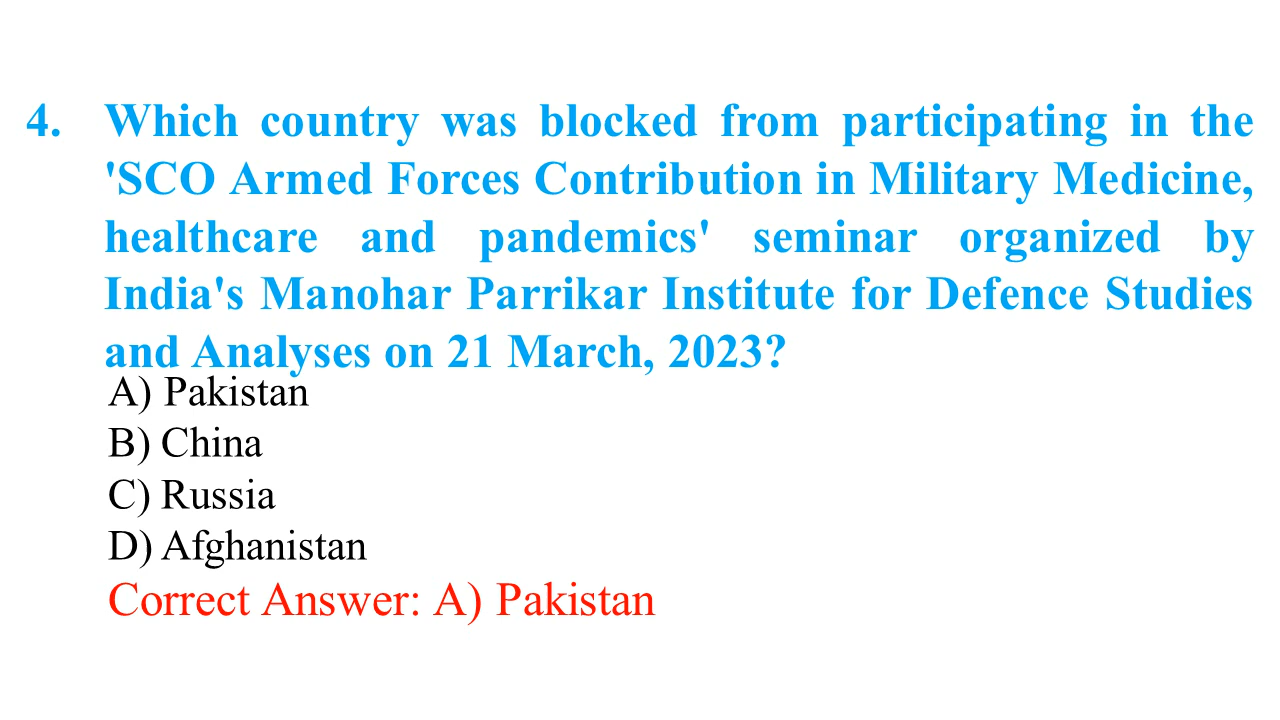 4. Which country was blocked from participating in the
'SCO Armed Forces Contribution in Military Medicine,
healthcare and pandemics' seminar organized by
India's Manohar Parrikar Institute for Defence Studies
and Analyses on 21 March, 2023?
A) Pakistan
B) China
C) Russia
D) Afghanistan
Correct Answer: A) Pakistan